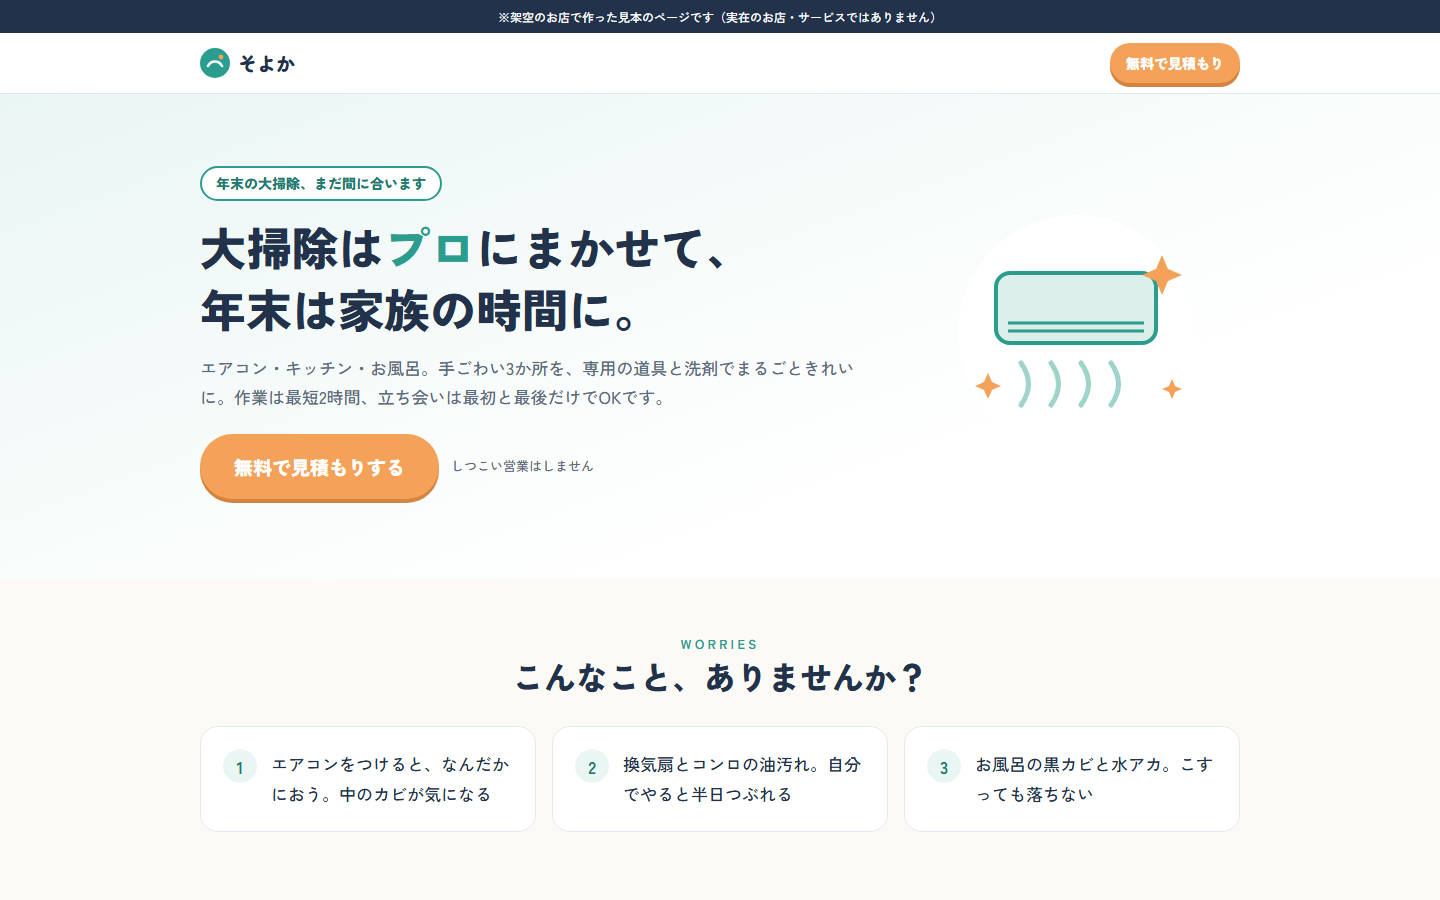 ※架空のお店で作った見本のページです（実在のお店・サービスではありません）
そよか
無料で見積もり
年末の大掃除、まだ間に合います
大掃除はプロにまかせて、
年末は家族の時間に。
エアコン・キッチン・お風呂。手ごわい3か所を、専用の道具と洗剤でまるごときれい
に。作業は最短2時間、立ち会いは最初と最後だけでOKです。
無料で見積もりする
しつこい営業はしません
WORRIES
こんなこと、ありませんか？
1
エアコンをつけると、なんだか
におう。中のカビが気になる
2
換気扇とコンロの油汚れ。自分
でやると半日つぶれる
3
お風呂の黒カビと水アカ。こす
っても落ちない